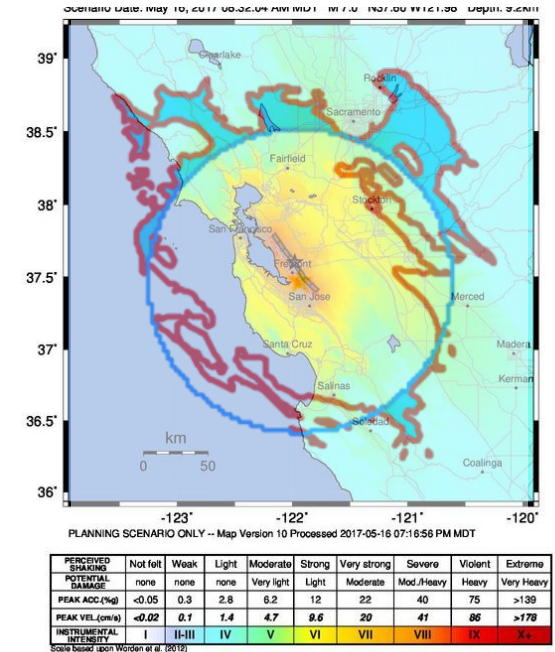 Scenario Date: May 16, 2017 06:32:04 AM MDT M 7.0 N37.60 W121.98 Depth: 9.2km
39°
38.5°
38°
37.5°
37°
36.5°
36°
Clearlake
Rocklin
Sacramento
Fairfield
Stockton
San Francisco
Fremont
San Jose
Merced
Santa Cruz
Madera
Salinas
Kerman
Soledad
Coalinga
km
0 50
-123° -122° -121° -120°
PLANNING SCENARIO ONLY -- Map Version 10 Processed 2017-05-16 07:16:56 PM MDT
PERCEIVED SHAKING Not felt Weak Light Moderate Strong Very strong Severe Violent Extreme
POTENTIAL DAMAGE none none none Very light Light Moderate Mod./Heavy Heavy Very Heavy
PEAK ACC.(%g) <0.05 0.3 2.8 6.2 12 22 40 75 >139
PEAK VEL.(cm/s) <0.02 0.1 1.4 4.7 9.6 20 41 86 >178
INSTRUMENTAL INTENSITY I II-III IV V VI VII VIII IX X+
Scale based upon Worden et al. (2012)